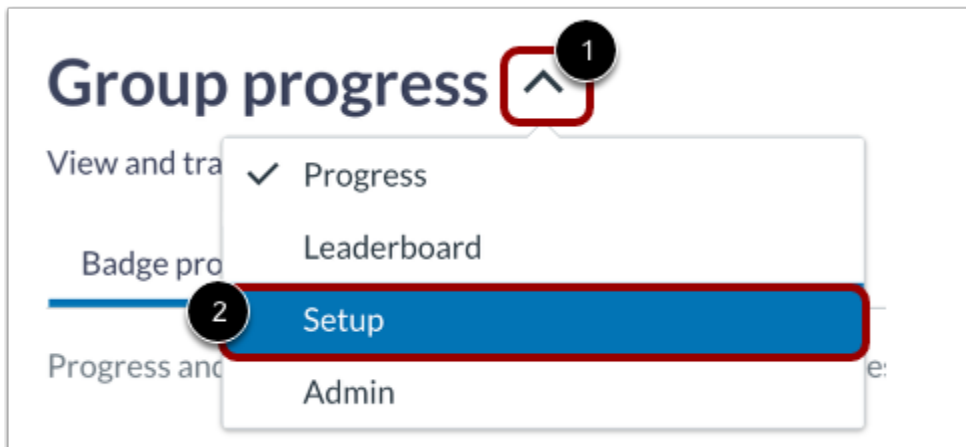 Group progress
1
View and tra
Progress
Leaderboard
Badge pro
2
Setup
Progress and
Admin